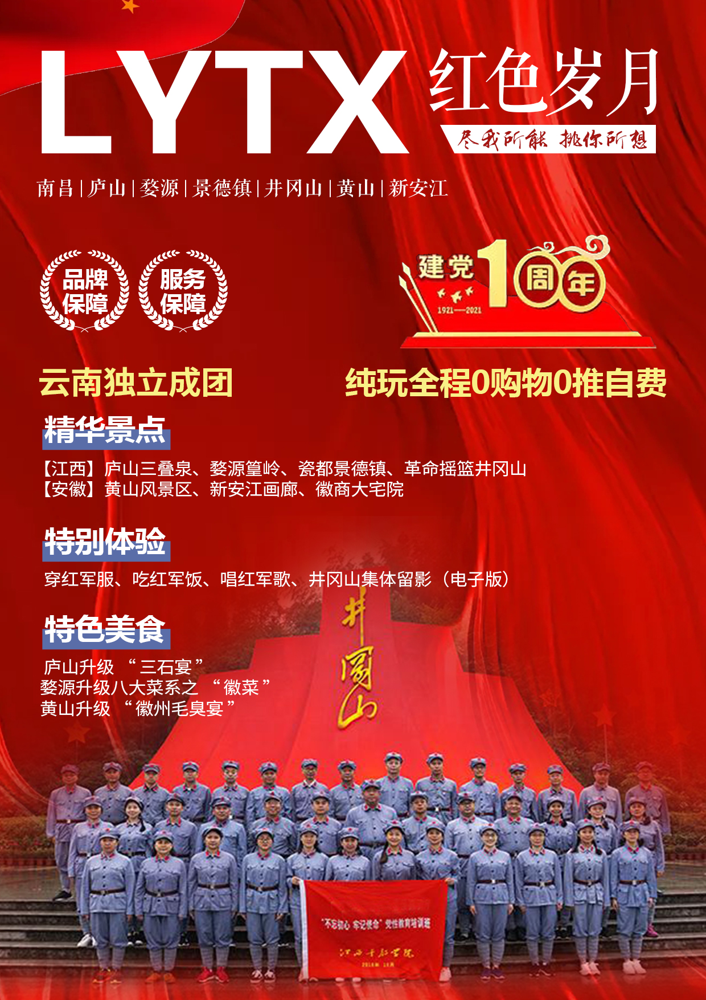 LYTX 红色岁月
尽我所能 挑你所想
南昌|庐山|婺源|景德镇|井冈山|黄山|新安江
品牌
保障
服务
保障
建党100周年
1921—2021
云南独立成团
纯玩全程0购物0推自费
精华景点
【江西】庐山三叠泉、婺源篁岭、瓷都景德镇、革命摇篮井冈山
【安徽】黄山风景区、新安江画廊、徽商大宅院
特别体验
穿红军服、吃红军饭、唱红军歌、井冈山集体留影（电子版）
特色美食
庐山升级“三石宴”
婺源升级八大菜系之“徽菜”
黄山升级“徽州毛臭宴”
井冈山
“不忘初心 牢记使命”党性教育培训班
江西干部学院